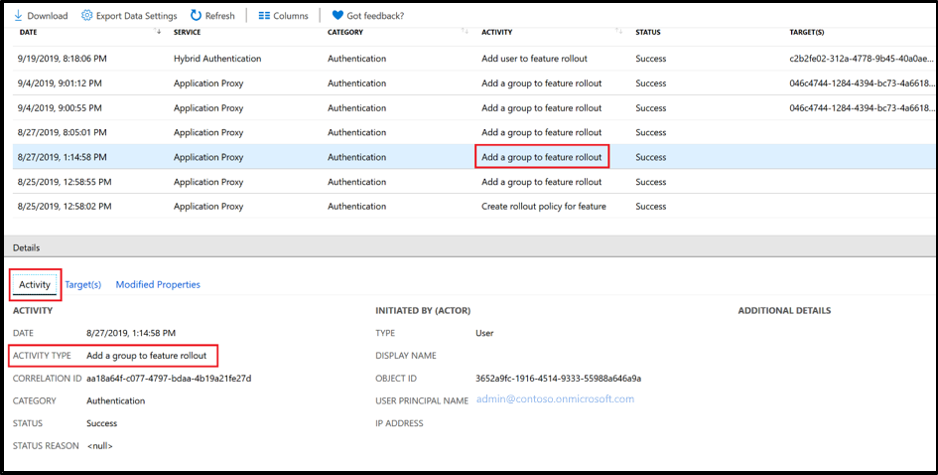 Download Export Data Settings Refresh Columns Got feedback?
DATE SERVICE CATEGORY ACTIVITY STATUS TARGET(S)
9/19/2019, 8:18:06 PM Hybrid Authentication Authentication Add user to feature rollout Success c2b2fe02-312a-4778-9b45-40a0ae...
9/4/2019, 9:01:12 PM Application Proxy Authentication Add a group to feature rollout Success 046c4744-1284-4394-bc73-4a6618...
9/4/2019, 9:00:55 PM Application Proxy Authentication Add a group to feature rollout Success 046c4744-1284-4394-bc73-4a6618...
8/27/2019, 8:05:01 PM Application Proxy Authentication Add a group to feature rollout Success
8/27/2019, 1:14:58 PM Application Proxy Authentication Add a group to feature rollout Success
8/25/2019, 12:58:55 PM Application Proxy Authentication Add a group to feature rollout Success
8/25/2019, 12:58:02 PM Application Proxy Authentication Create rollout policy for feature Success
Details
Activity Target(s) Modified Properties
ACTIVITY INITIATED BY (ACTOR) ADDITIONAL DETAILS
DATE 8/27/2019, 1:14:58 PM TYPE User
ACTIVITY TYPE Add a group to feature rollout DISPLAY NAME
CORRELATION ID aa18a64f-c077-4797-bdaa-4b19a21fe27d OBJECT ID 3652a9fc-1916-4514-9333-55988a646a9a
CATEGORY Authentication USER PRINCIPAL NAME admin@contoso.onmicrosoft.com
STATUS Success IP ADDRESS
STATUS REASON <null>